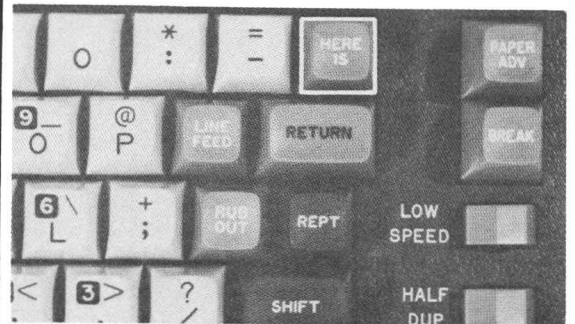 * = HERE PAPER
0 : - IS ADV
9 _ @ LINE RETURN BREAK
O P FEED
6 \ + RUB REPT LOW
L ; OUT SPEED
< 3 > ? SHIFT HALF
/ DUP